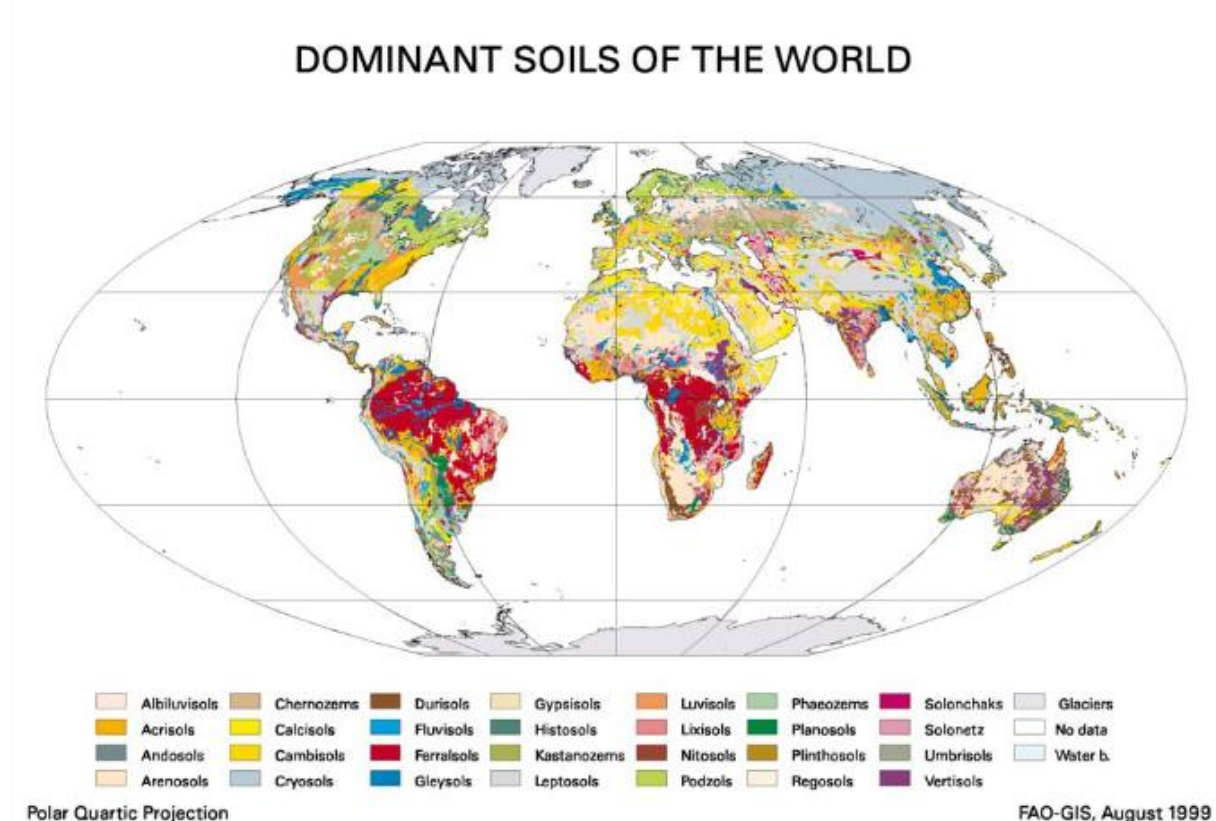 DOMINANT SOILS OF THE WORLD
Albiluvisols Chernozems Durisols Gypsisols Luvisols Phaeozems Solonchaks Glaciers
Acrisols Calcisols Fluvisols Histosols Lixisols Planosols Solonetz No data
Andosols Cambisols Ferralsols Kastanozems Nitosols Plinthosols Umbrisols Water b.
Arenosols Cryosols Gleysols Leptosols Podzols Regosols Vertisols
Polar Quartic Projection FAO-GIS, August 1999